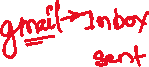 gmail → Inbox
sent